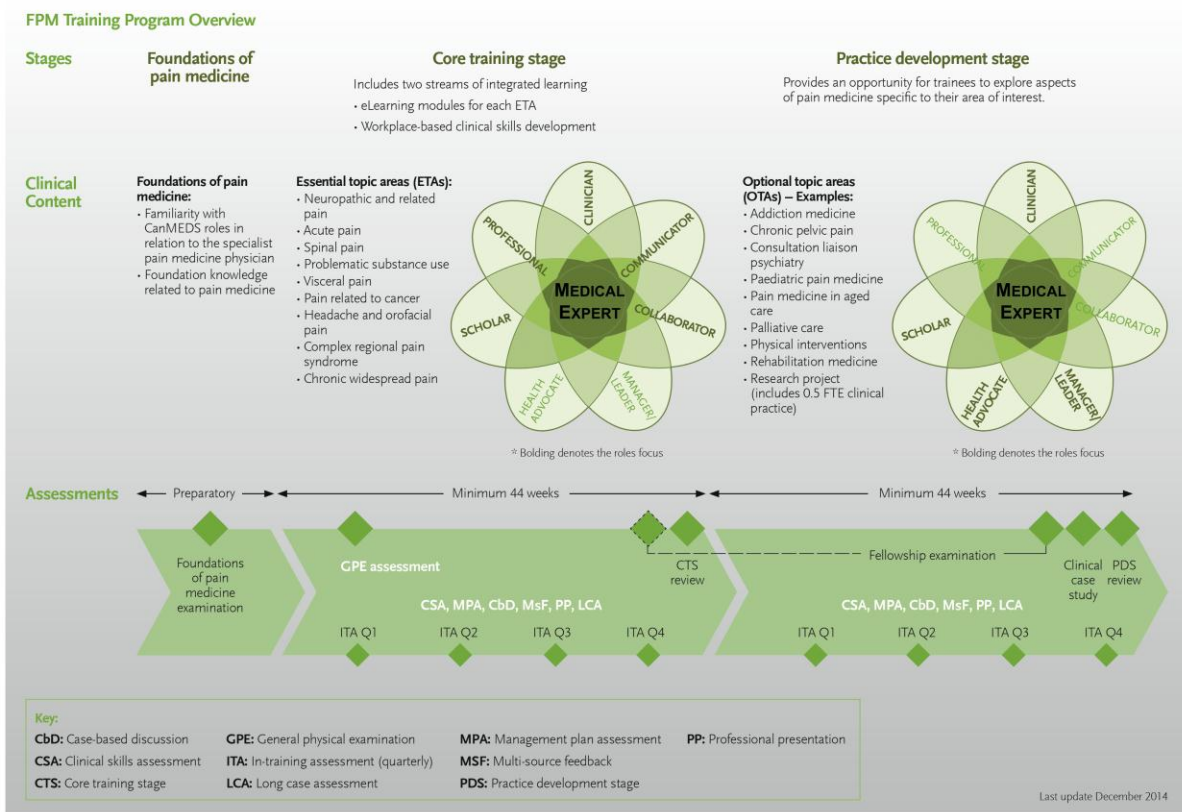 FPM Training Program Overview
Stages
Foundations of
pain medicine
Core training stage
Includes two streams of integrated learning
• eLearning modules for each ETA
• Workplace-based clinical skills development
Practice development stage
Provides an opportunity for trainees to explore aspects
of pain medicine specific to their area of interest.
Clinical
Content
Foundations of pain
medicine:
• Familiarity with
CanMEDS roles in
relation to the specialist
pain medicine physician
• Foundation knowledge
related to pain medicine
Essential topic areas (ETAs):
• Neuropathic and related
pain
• Acute pain
• Spinal pain
• Problematic substance use
• Visceral pain
• Pain related to cancer
• Headache and orofacial
pain
• Complex regional pain
syndrome
• Chronic widespread pain
CLINICIAN
PROFESSIONAL
COMMUNICATOR
MEDICAL
EXPERT
SCHOLAR
COLLABORATOR
HEALTH
ADVOCATE
MANAGER/
LEADER
* Bolding denotes the roles focus
Optional topic areas
(OTAs) – Examples:
• Addiction medicine
• Chronic pelvic pain
• Consultation liaison
psychiatry
• Paediatric pain medicine
• Pain medicine in aged
care
• Palliative care
• Physical interventions
• Rehabilitation medicine
• Research project
(includes 0.5 FTE clinical
practice)
CLINICIAN
PROFESSIONAL
COMMUNICATOR
MEDICAL
EXPERT
SCHOLAR
COLLABORATOR
HEALTH
ADVOCATE
MANAGER/
LEADER
* Bolding denotes the roles focus
Assessments
Preparatory
Minimum 44 weeks
Minimum 44 weeks
Foundations
of pain
medicine
examination
GPE assessment
CTS
review
Fellowship examination
Clinical
case
study
PDS
review
CSA, MPA, CbD, MsF, PP, LCA
CSA, MPA, CbD, MsF, PP, LCA
ITA Q1
ITA Q2
ITA Q3
ITA Q4
ITA Q1
ITA Q2
ITA Q3
ITA Q4
Key:
CbD: Case-based discussion
GPE: General physical examination
MPA: Management plan assessment
PP: Professional presentation
CSA: Clinical skills assessment
ITA: In-training assessment (quarterly)
MSF: Multi-source feedback
CTS: Core training stage
LCA: Long case assessment
PDS: Practice development stage
Last update December 2014